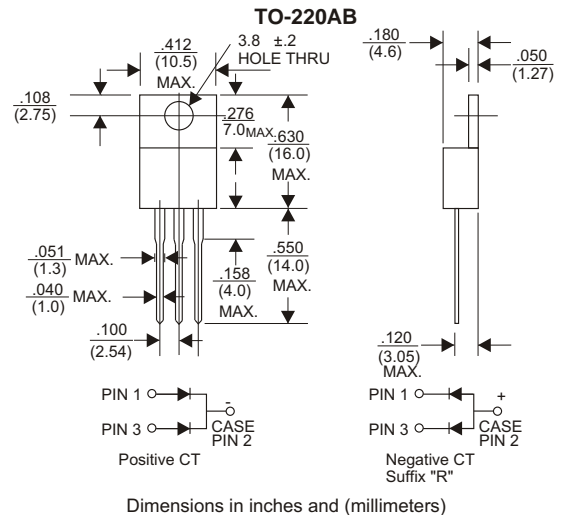 TO-220AB
.412
(10.5)
MAX.
3.8 ±.2
HOLE THRU
.180
(4.6)
.050
(1.27)
.108
(2.75)
.276
7.0MAX.
.630
(16.0)
MAX.
.051
(1.3) MAX.
.040
(1.0) MAX.
.158
(4.0)
MAX.
.550
(14.0)
MAX.
.100
(2.54)
.120
(3.05)
MAX.
PIN 1
-
PIN 3
CASE
PIN 2
Positive CT
PIN 1
+
PIN 3
CASE
PIN 2
Negative CT
Suffix "R"
Dimensions in inches and (millimeters)